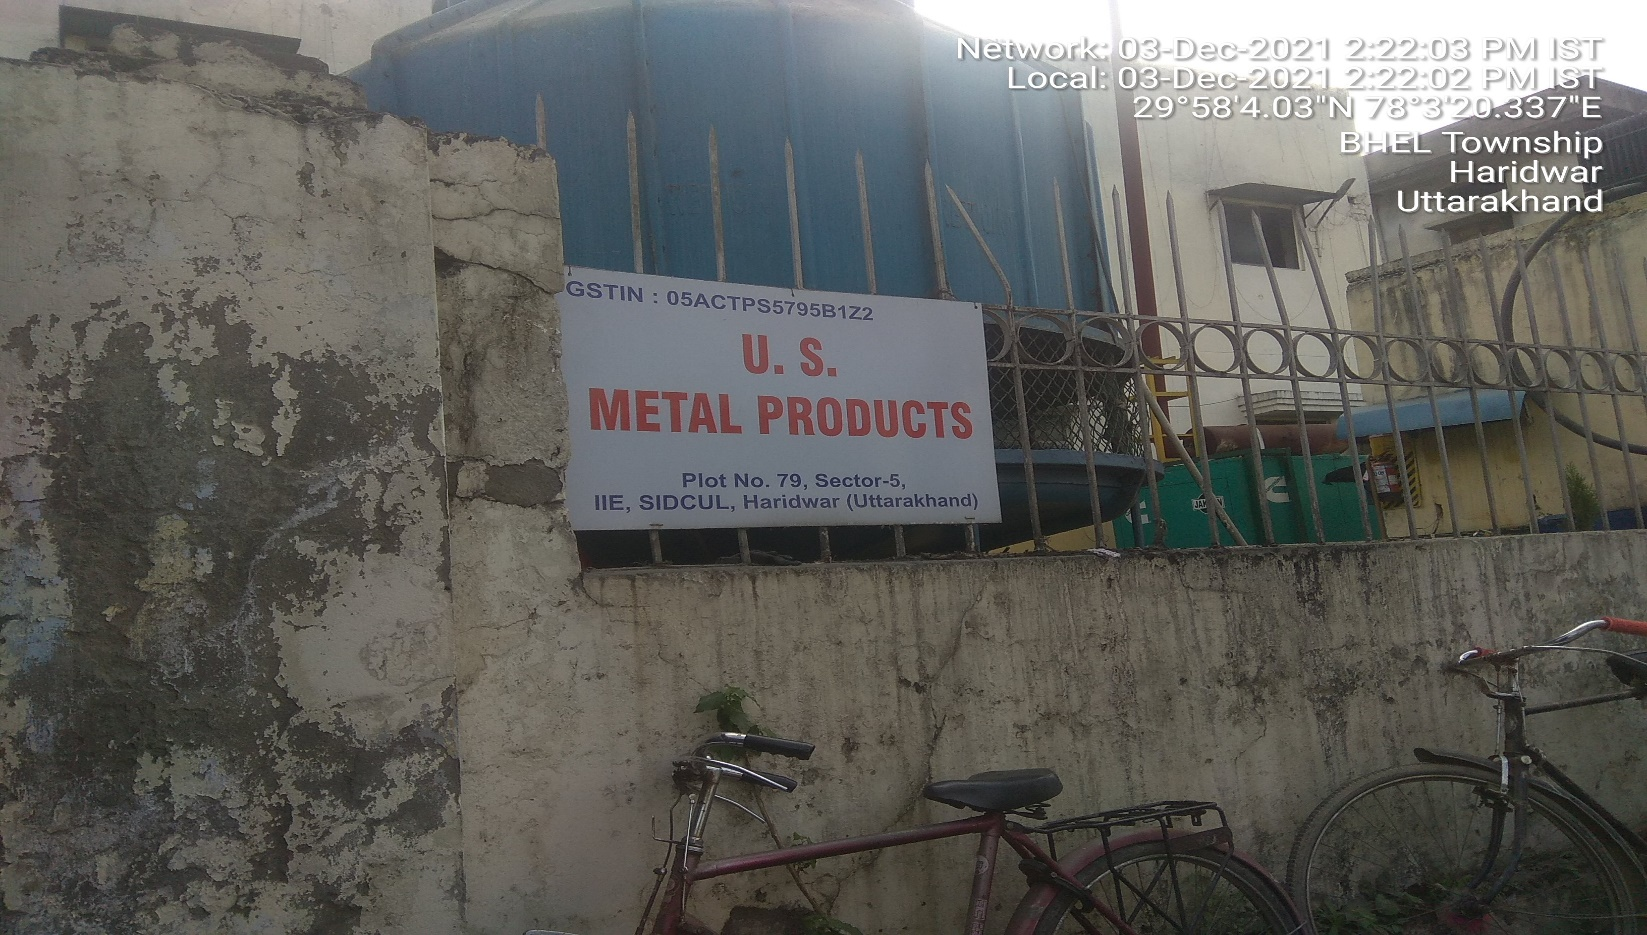 Network: 03-Dec-2021 2:22:03 PM IST
Local: 03-Dec-2021 2:22:02 PM IST
29°58'4.03"N 78°3'20.337"E
BHEL Township
Haridwar
Uttarakhand
GSTIN : 05ACTPS5795B1Z2
U. S.
METAL PRODUCTS
Plot No. 79, Sector-5,
IIE, SIDCUL, Haridwar (Uttarakhand)